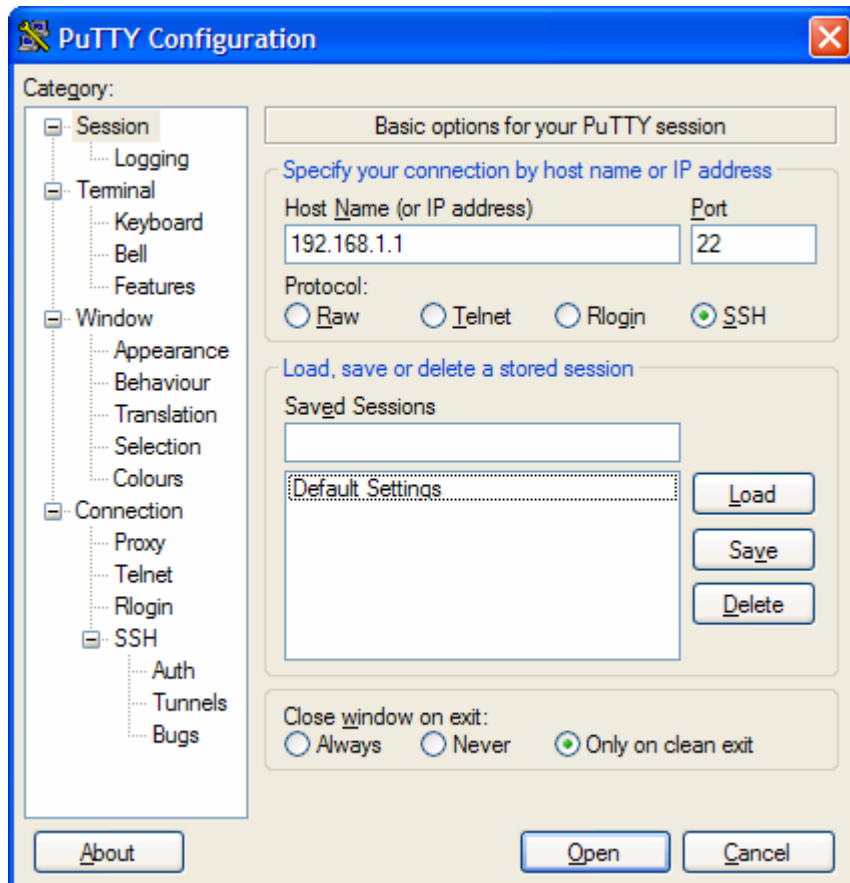 PuTTY Configuration
Category:
Session
Logging
Terminal
Keyboard
Bell
Features
Window
Appearance
Behaviour
Translation
Selection
Colours
Connection
Proxy
Telnet
Rlogin
SSH
Auth
Tunnels
Bugs
Basic options for your PuTTY session
Specify your connection by host name or IP address
Host Name (or IP address) Port
192.168.1.1 22
Protocol:
Raw Telnet Rlogin SSH
Load, save or delete a stored session
Saved Sessions
Default Settings
Load
Save
Delete
Close window on exit:
Always Never Only on clean exit
About Open Cancel